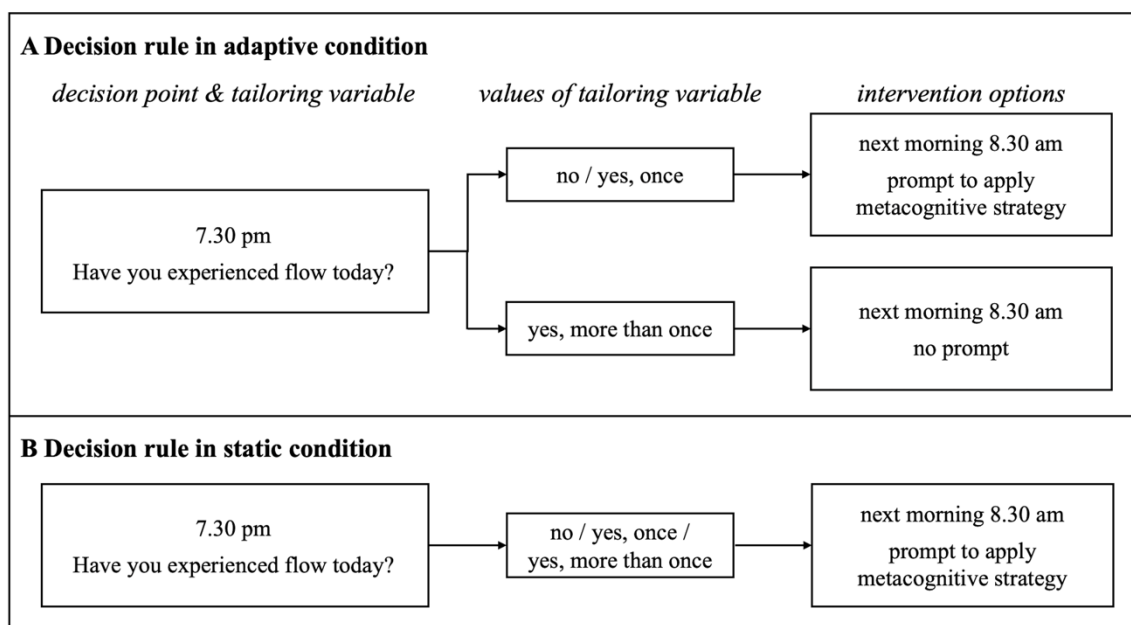 A Decision rule in adaptive condition
decision point & tailoring variable
values of tailoring variable
intervention options
7.30 pm
Have you experienced flow today?
no / yes, once
next morning 8.30 am
prompt to apply
metacognitive strategy
yes, more than once
next morning 8.30 am
no prompt
B Decision rule in static condition
7.30 pm
Have you experienced flow today?
no / yes, once /
yes, more than once
next morning 8.30 am
prompt to apply
metacognitive strategy